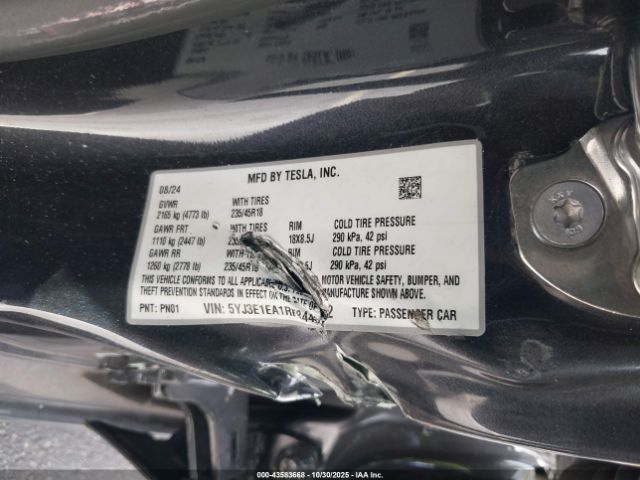 MFD BY TESLA, INC.
08/24
GVWR WITH TIRES
2165 kg (4773 lb) 235/45R18
GAWR FRT WITH TIRES RIM COLD TIRE PRESSURE
1110 kg (2447 lb) 18X8.5J 290 kPa, 42 psi
GAWR RR WITH RIM COLD TIRE PRESSURE
1260 kg (2778 lb) 235/45R18 290 kPa, 42 psi
THIS VEHICLE CONFORMS TO ALL APPLICABLE MOTOR VEHICLE SAFETY, BUMPER, AND
THEFT PREVENTION STANDARDS IN EFFECT ON THE DATE OF MANUFACTURE SHOWN ABOVE.
PNT: PN01 VIN: TYPE: PASSENGER CAR
000-43583668 - 10/30/2025 - IAA Inc.